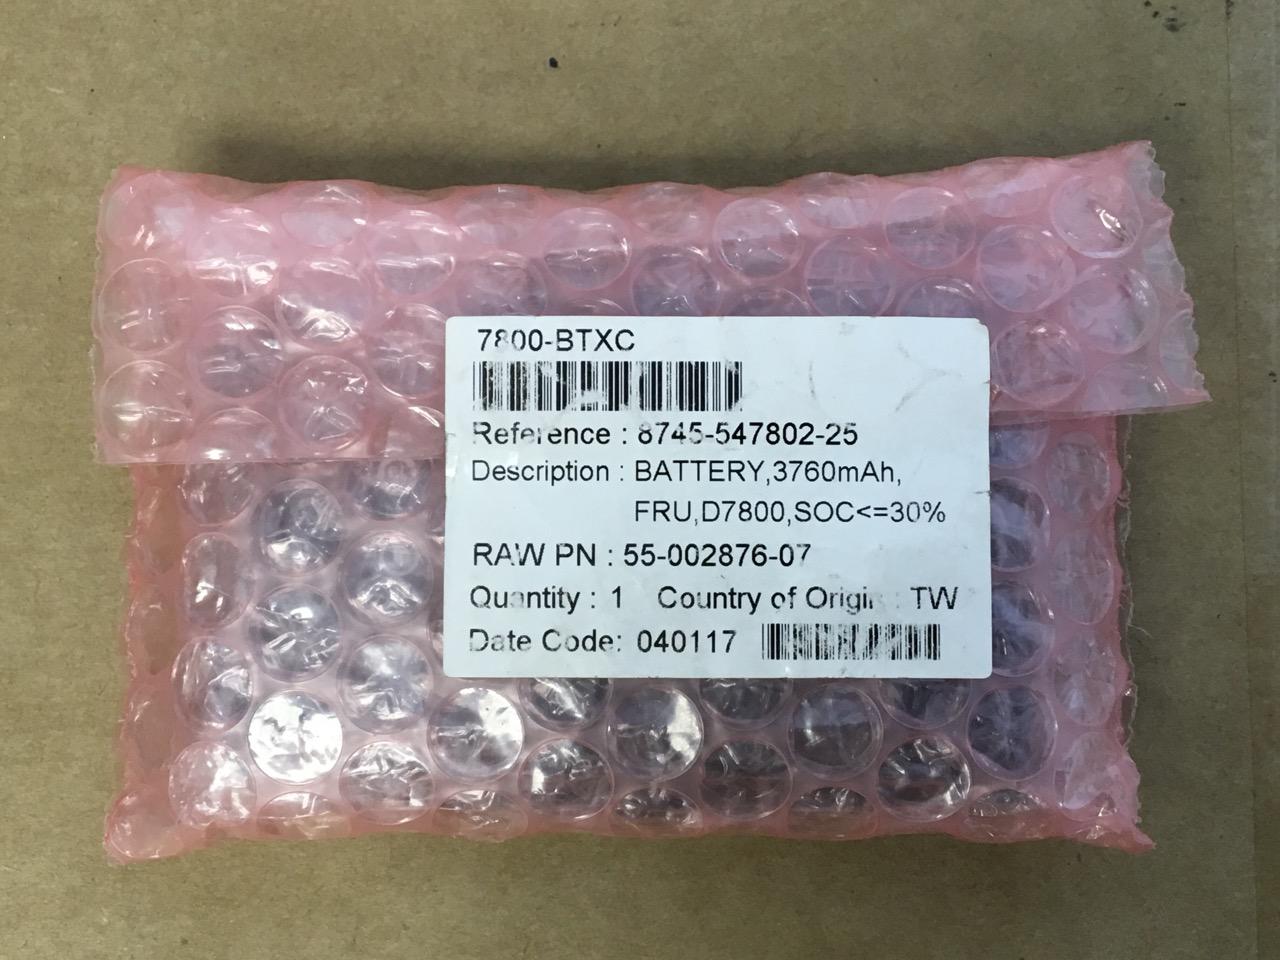 7800-BTXC
Reference : 8745-547802-25
Description : BATTERY,3760mAh,
FRU,D7800,SOC<=30%
RAW PN : 55-002876-07
Quantity : 1 Country of Origin : TW
Date Code: 040117